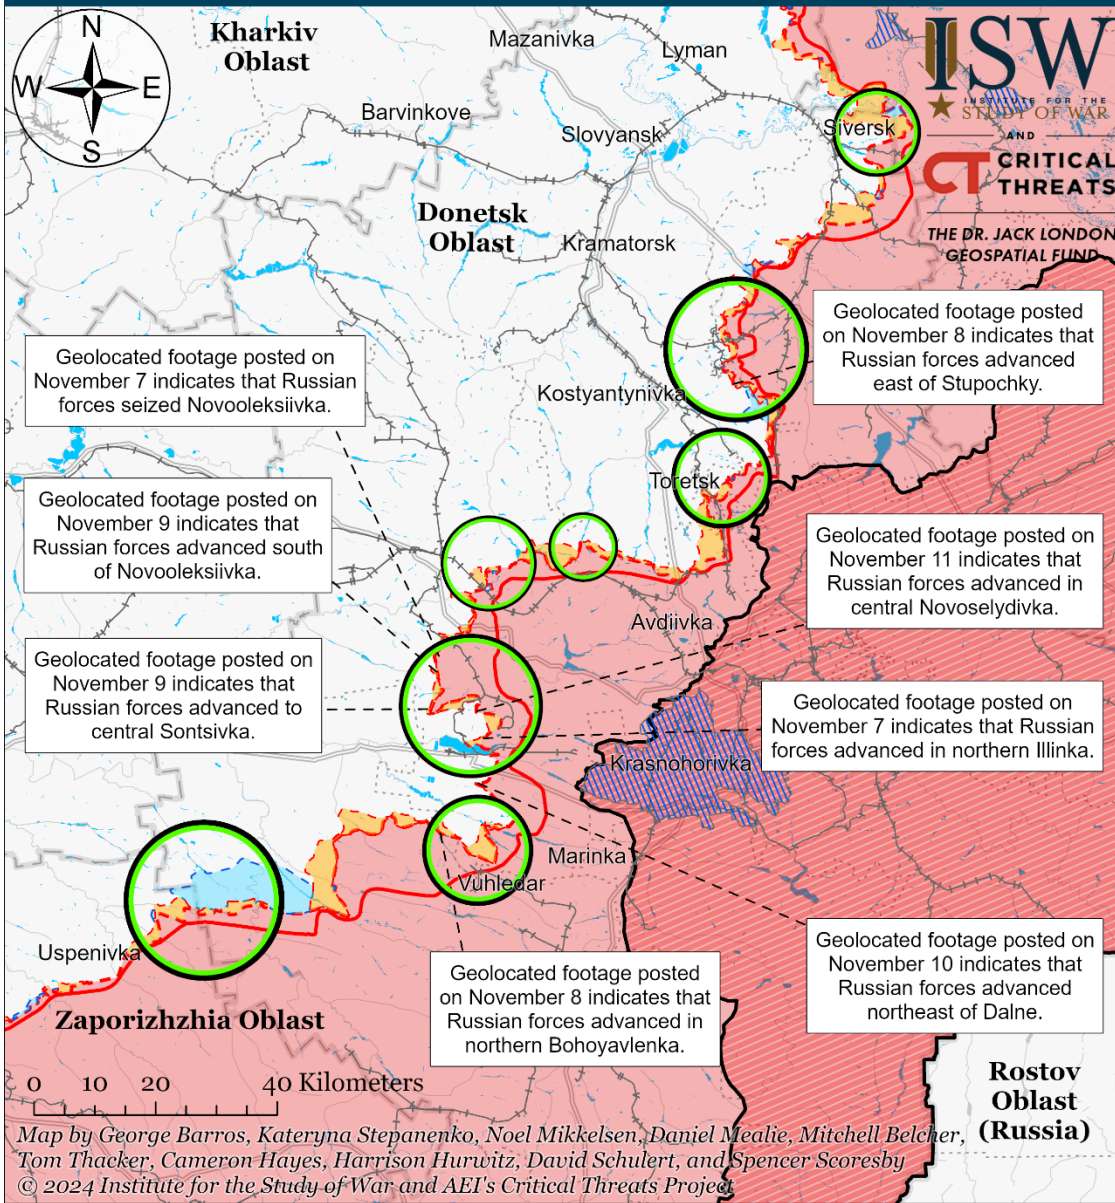 N
W
E
S
Kharkiv
Oblast
Mazanivka
Lyman
Barvinkove
Slovyansk
Siversk
ISW
INSTITUTE FOR THE
STUDY OF WAR
AND
CT CRITICAL
THREATS
THE DR. JACK LONDON
GEOSPATIAL FUND
Donetsk
Oblast
Kramatorsk
Geolocated footage posted
on November 8 indicates that
Russian forces advanced
east of Stupochky.
Geolocated footage posted on
November 7 indicates that Russian
forces seized Novooleksiivka.
Kostyantynivka
Toretsk
Geolocated footage posted on
November 9 indicates that
Russian forces advanced south
of Novooleksiivka.
Geolocated footage posted on
November 11 indicates that
Russian forces advanced in
central Novoselydivka.
Avdiivka
Geolocated footage posted on
November 9 indicates that
Russian forces advanced to
central Sontsivka.
Geolocated footage posted on
November 7 indicates that Russian
forces advanced in northern Illinka.
Krasnohorivka
Marinka
Vuhledar
Uspenivka
Geolocated footage posted
on November 8 indicates that
Russian forces advanced in
northern Bohoyavlenka.
Geolocated footage posted on
November 10 indicates that
Russian forces advanced
northeast of Dalne.
Zaporizhzhia Oblast
0 10 20 40 Kilometers
Rostov
Oblast
(Russia)
Map by George Barros, Kateryna Stepanenko, Noel Mikkelsen, Daniel Mealie, Mitchell Belcher,
Tom Thacker, Cameron Hayes, Harrison Hurwitz, David Schulert, and Spencer Scoresby
© 2024 Institute for the Study of War and AEI's Critical Threats Project